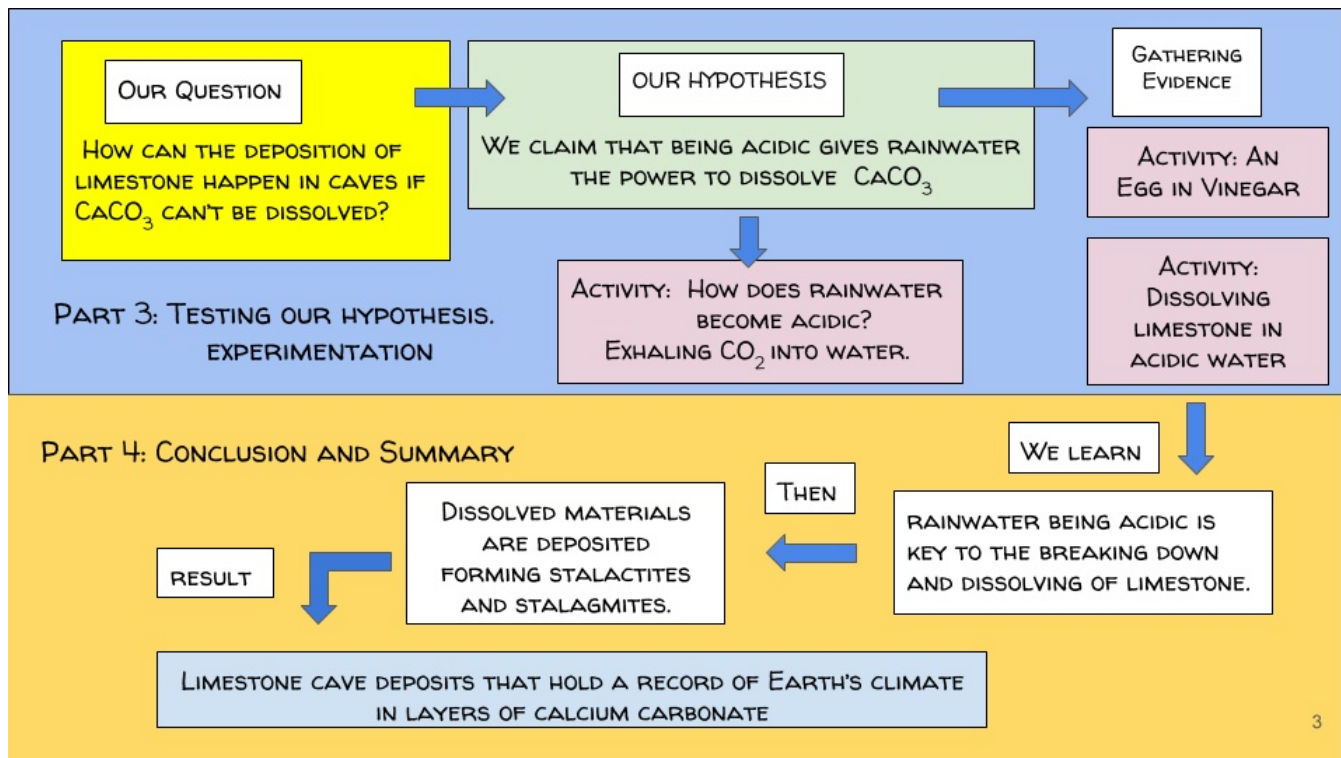 Our Question
How can the deposition of
limestone happen in caves if
CaCO₃ can't be dissolved?
OUR HYPOTHESIS
We claim that being acidic gives rainwater
the power to dissolve CaCO₃
Gathering
Evidence
Activity: An
Egg in Vinegar
Activity:
Dissolving
limestone in
acidic water
Activity: How does rainwater
become acidic?
Exhaling CO₂ into water.
Part 3: Testing our hypothesis.
experimentation
Part 4: Conclusion and Summary
We learn
rainwater being acidic is
key to the breaking down
and dissolving of limestone.
Then
Dissolved materials
are deposited
forming stalactites
and stalagmites.
result
Limestone cave deposits that hold a record of Earth's climate
in layers of calcium carbonate
3